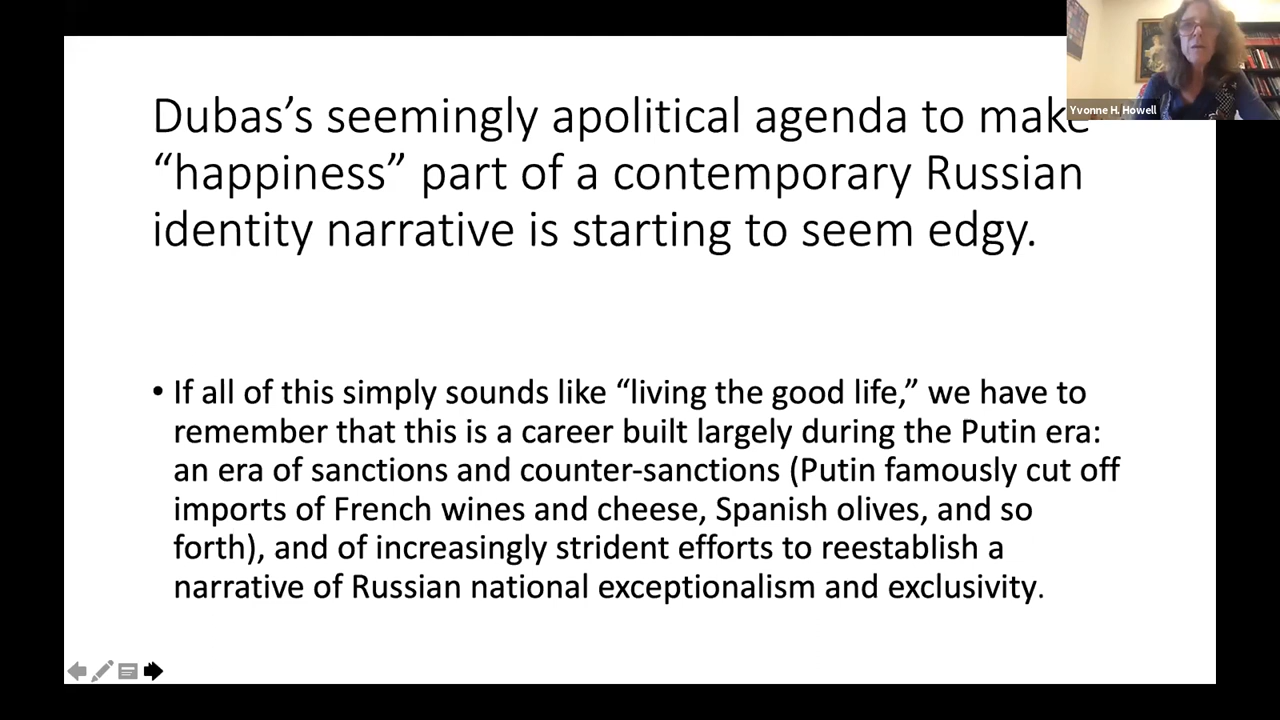 Dubas’s seemingly apolitical agenda to make
“happiness” part of a contemporary Russian
identity narrative is starting to seem edgy.
• If all of this simply sounds like “living the good life,” we have to
remember that this is a career built largely during the Putin era:
an era of sanctions and counter-sanctions (Putin famously cut off
imports of French wines and cheese, Spanish olives, and so
forth), and of increasingly strident efforts to reestablish a
narrative of Russian national exceptionalism and exclusivity.
Yvonne H. Howell